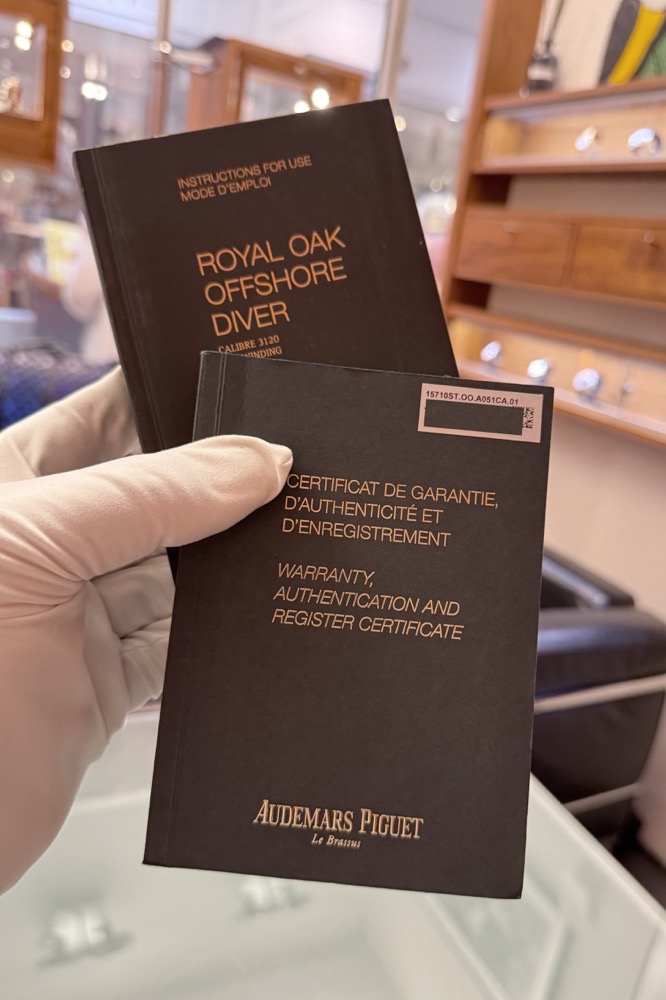 INSTRUCTIONS FOR USE
MODE D'EMPLOI
ROYAL OAK
OFFSHORE
DIVER
CALIBRE 3120
WINDING
15710ST.OO.A051CA.01
CERTIFICAT DE GARANTIE,
D'AUTHENTICITÉ ET
D'ENREGISTREMENT
WARRANTY,
AUTHENTICATION AND
REGISTER CERTIFICATE
AUDEMARS PIGUET
Le Brassus